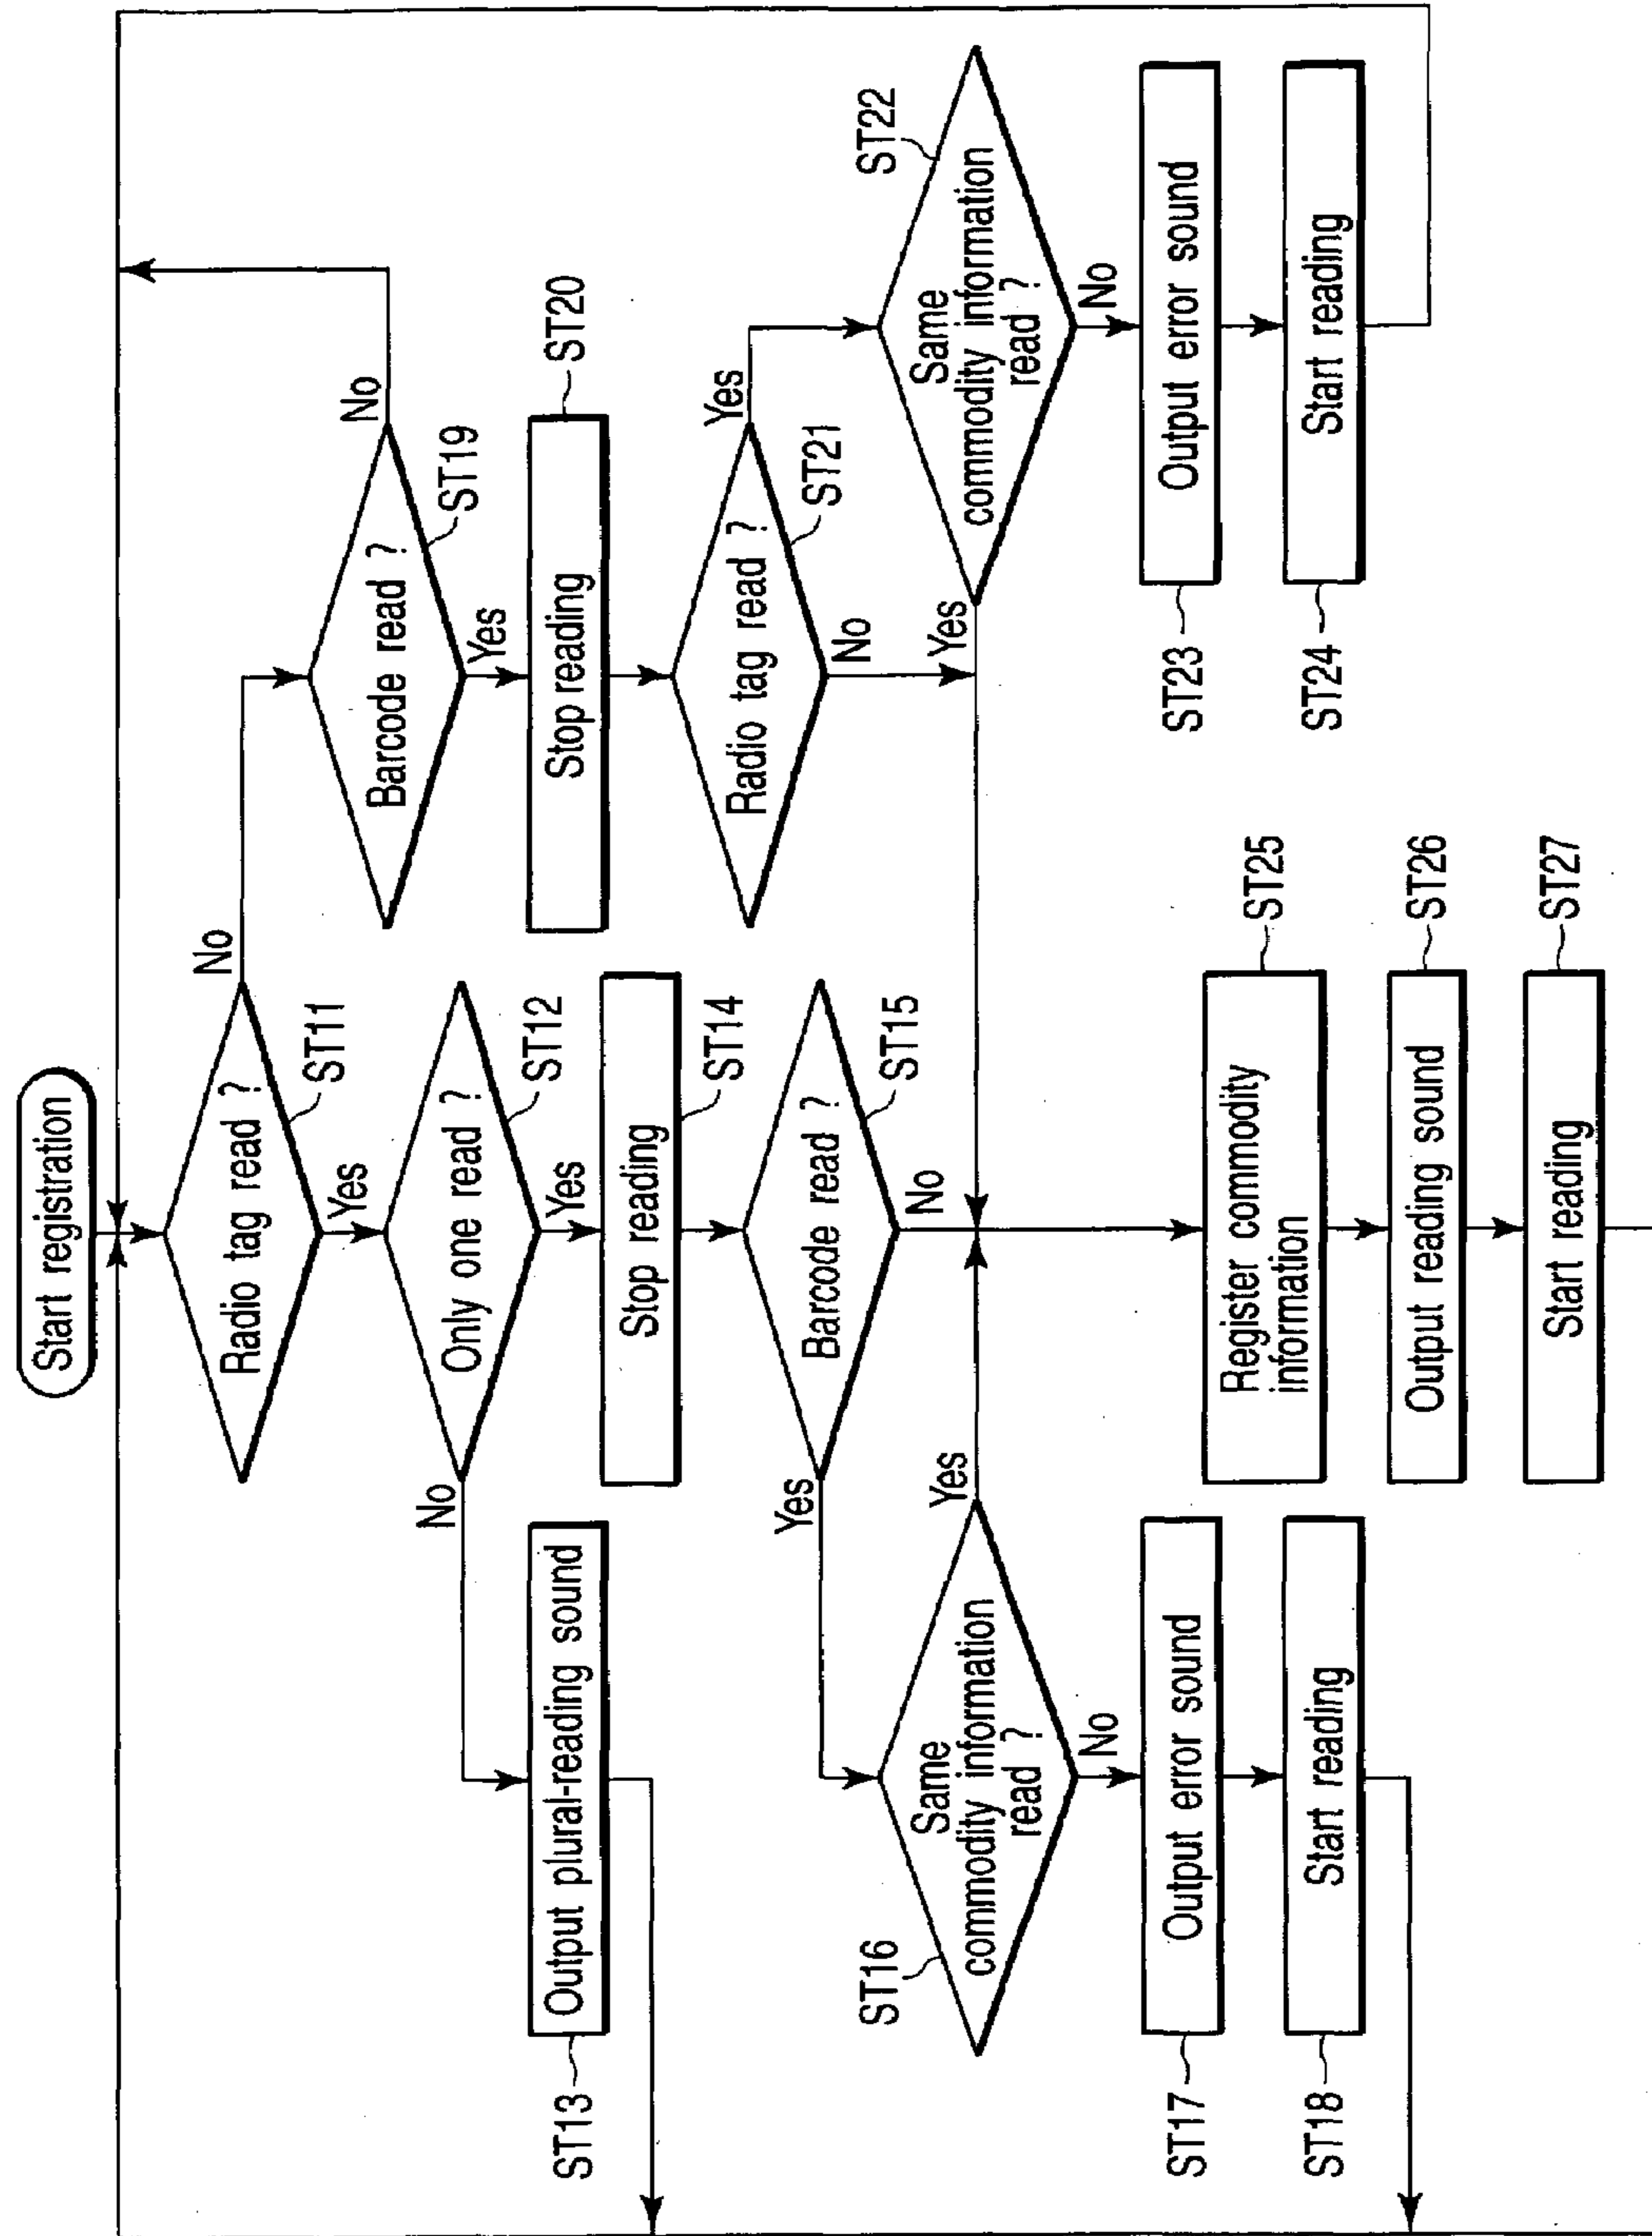 Start registration
Radio tag read ?
ST11
No
Yes
Only one read ?
ST12
No
Yes
Output plural-reading sound
ST13
Stop reading
ST14
Barcode read ?
ST15
Yes
No
Same
commodity information
read ?
ST16
Yes
No
Output error sound
ST17
Start reading
ST18
Barcode read ?
ST19
No
Yes
Stop reading
ST20
Radio tag read ?
ST21
Yes
No
Same
commodity information
read ?
ST22
Yes
No
Output error sound
ST23
Start reading
ST24
Register commodity
information
ST25
Output reading sound
ST26
Start reading
ST27